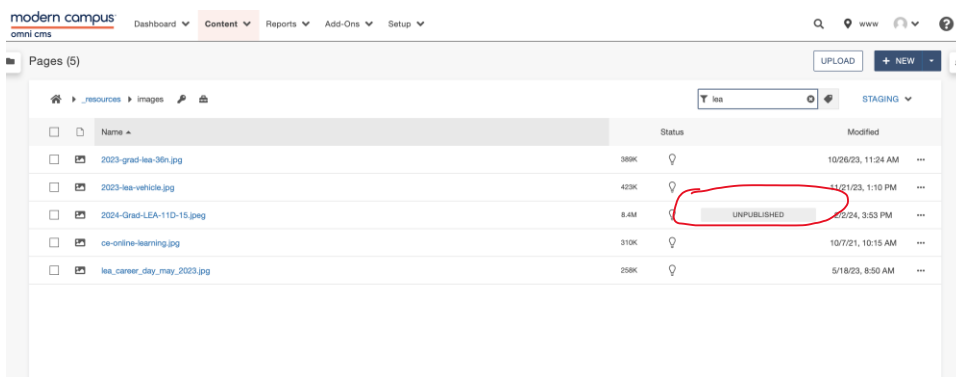 modern campus
omni cms
Dashboard Content Reports Add-Ons Setup www
Pages (5) UPLOAD + NEW
_resources images lea STAGING
Name Status Modified
2023-grad-lea-36n.jpg 389K 10/26/23, 11:24 AM
2023-lea-vehicle.jpg 423K 11/21/23, 1:10 PM
2024-Grad-LEA-11D-15.jpeg 8.4M UNPUBLISHED 3:53 PM
ce-online-learning.jpg 310K 10/7/21, 10:15 AM
lea_career_day_may_2023.jpg 258K 5/18/23, 8:50 AM